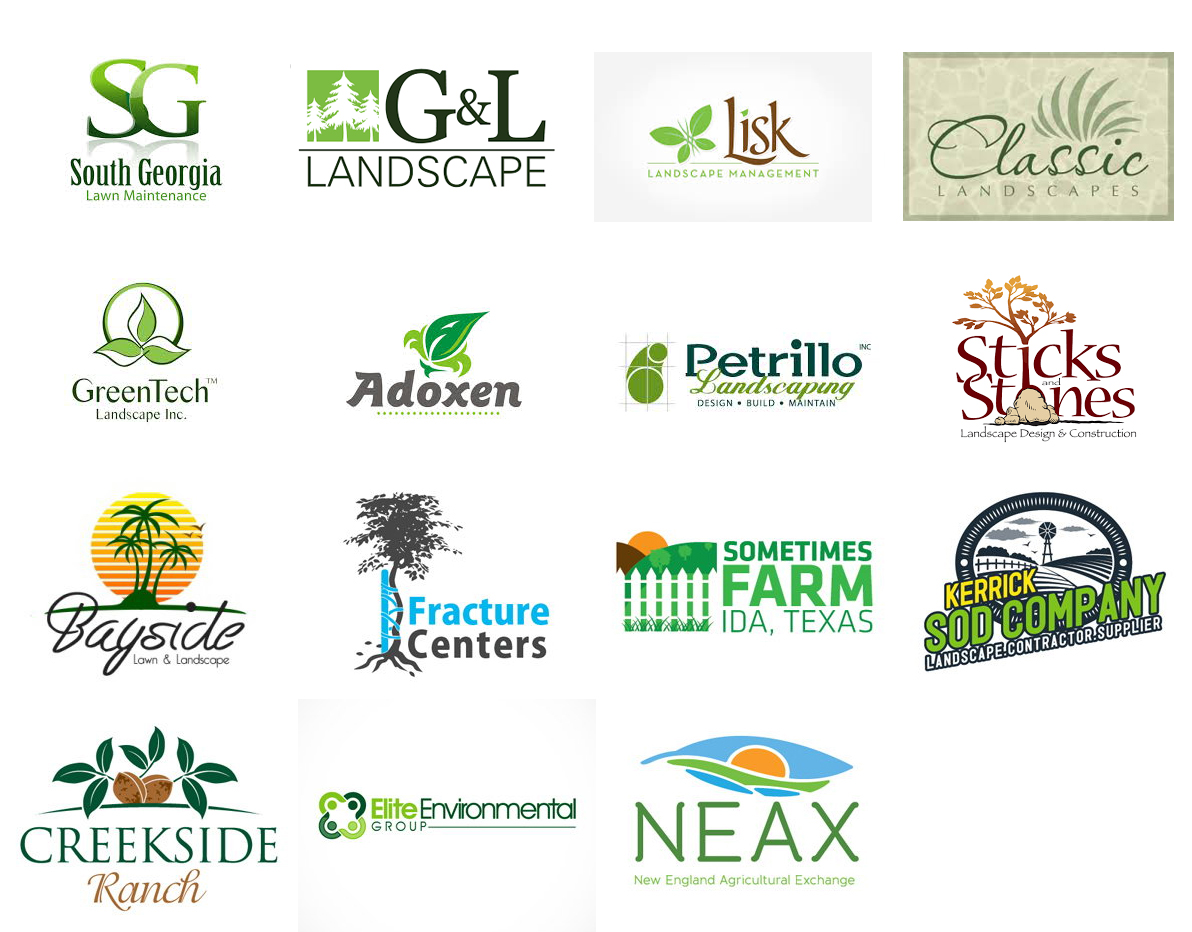 SG
South Georgia
Lawn Maintenance
G&L
LANDSCAPE
Lisk
LANDSCAPE MANAGEMENT
Classic
LANDSCAPES
GreenTech™
Landscape Inc.
Adoxen
Petrillo INC
Landscaping
DESIGN • BUILD • MAINTAIN
Sticks
and
Stones
Landscape Design & Construction
Bayside
Lawn & Landscape
Fracture
Centers
SOMETIMES
FARM
IDA, TEXAS
KERRICK
SOD COMPANY
LANDSCAPE.CONTRACTOR.SUPPLIER
CREEKSIDE
Ranch
Elite Environmental
GROUP
NEAX
New England Agricultural Exchange